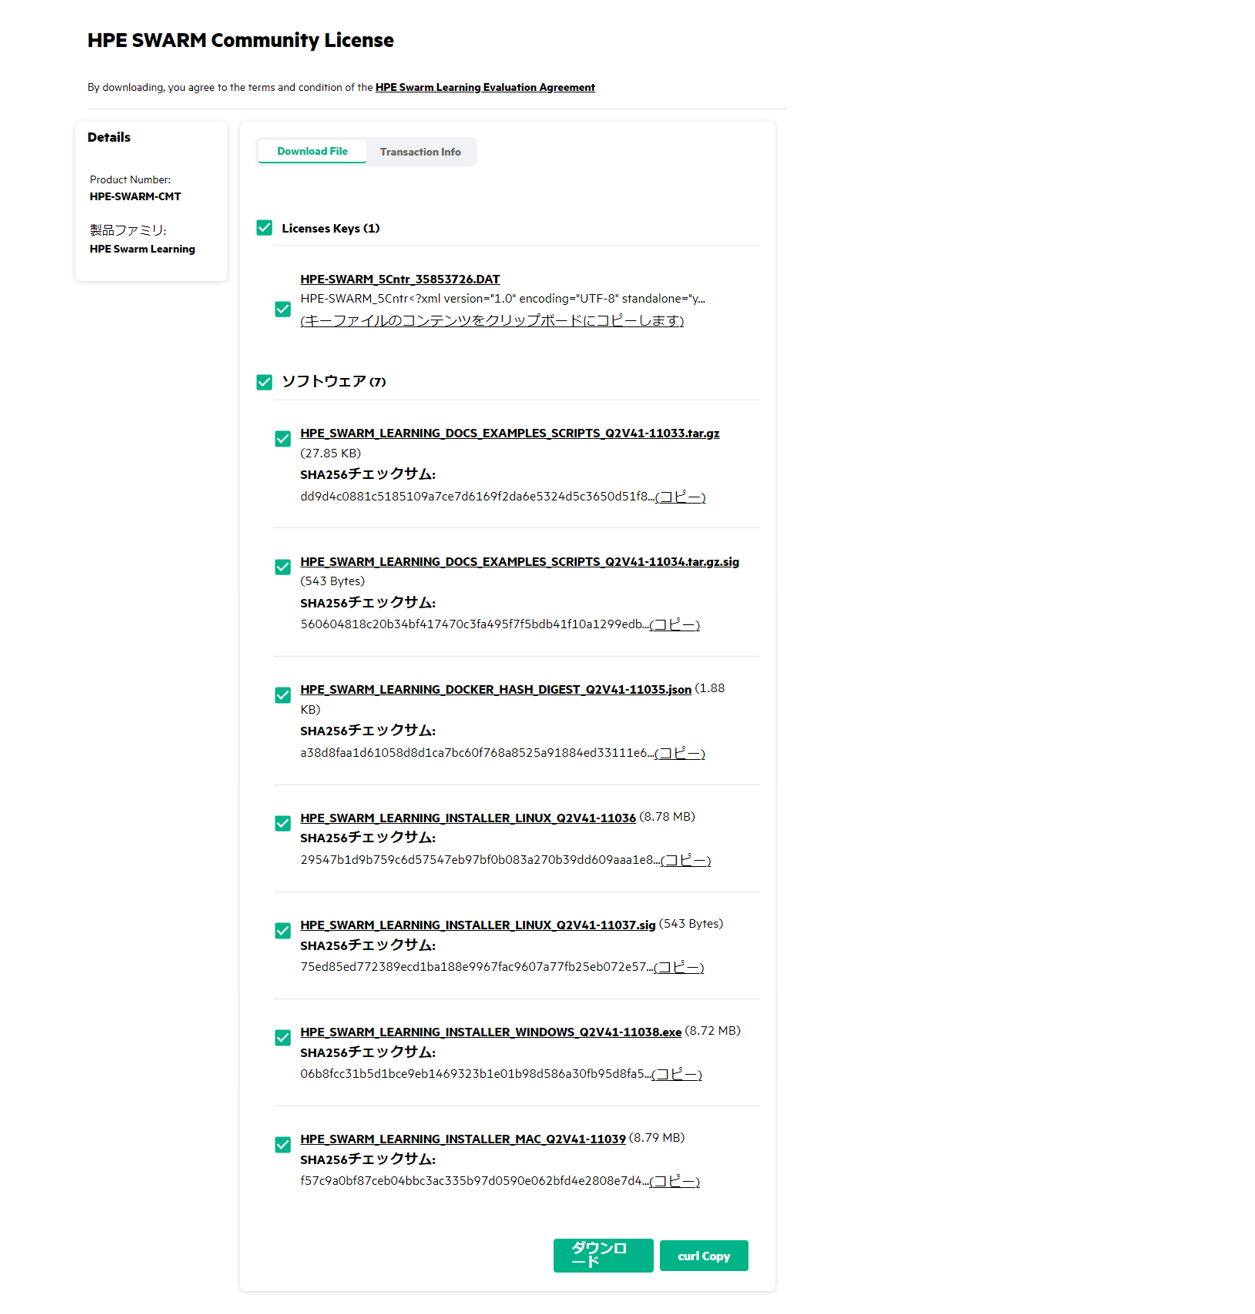 HPE SWARM Community License
By downloading, you agree to the terms and condition of the HPE Swarm Learning Evaluation Agreement
Details
Product Number:
HPE-SWARM-CMT
製品ファミリ:
HPE Swarm Learning
Download File
Transaction Info
Licenses Keys (1)
HPE-SWARM_5Cntr_35853726.DAT
HPE-SWARM_5Cntr<?xml version="1.0" encoding="UTF-8" standalone="y...
(キーファイルのコンテンツをクリップボードにコピーします)
ソフトウェア (7)
HPE_SWARM_LEARNING_DOCS_EXAMPLES_SCRIPTS_Q2V41-11033.tar.gz
(27.85 KB)
SHA256チェックサム:
dd9d4c0881c5185109a7ce7d6169f2da6e5324d5c3650d51f8...(コピー)
HPE_SWARM_LEARNING_DOCS_EXAMPLES_SCRIPTS_Q2V41-11034.tar.gz.sig
(543 Bytes)
SHA256チェックサム:
560604818c20b34bf417470c3fa495f7f5bdb41f10a1299edb...(コピー)
HPE_SWARM_LEARNING_DOCKER_HASH_DIGEST_Q2V41-11035.json (1.88
KB)
SHA256チェックサム:
a38d8faa1d61058d8d1ca7bc60f768a8525a91884ed33111e6...(コピー)
HPE_SWARM_LEARNING_INSTALLER_LINUX_Q2V41-11036 (8.78 MB)
SHA256チェックサム:
29547b1d9b759c6d57547eb97bf0b083a270b39dd609aaa1e8...(コピー)
HPE_SWARM_LEARNING_INSTALLER_LINUX_Q2V41-11037.sig (543 Bytes)
SHA256チェックサム:
75ed85ed772389ecd1ba188e9967fac9607a77fb25eb072e57...(コピー)
HPE_SWARM_LEARNING_INSTALLER_WINDOWS_Q2V41-11038.exe (8.72 MB)
SHA256チェックサム:
06b8fcc31b5d1bce9eb1469323b1e01b98d586a30fb95d8fa5...(コピー)
HPE_SWARM_LEARNING_INSTALLER_MAC_Q2V41-11039 (8.79 MB)
SHA256チェックサム:
f57c9a0bf87ceb04bbc3ac335b97d0590e062bfd4e2808e7d4...(コピー)
ダウンロ
ード
curl Copy